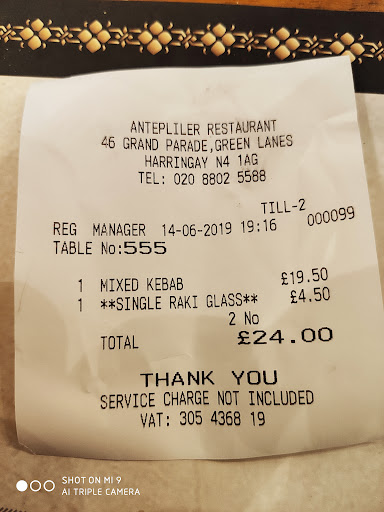 ANTEPLILER RESTAURANT
46 GRAND PARADE,GREEN LANES
HARRINGAY N4 1AG
TEL: 020 8802 5588
TILL-2
REG MANAGER 14-06-2019 19:16 000099
TABLE No:555
1 MIXED KEBAB £19.50
1 **SINGLE RAKI GLASS** £4.50
2 No
TOTAL £24.00
THANK YOU
SERVICE CHARGE NOT INCLUDED
VAT: 305 4368 19
SHOT ON MI 9
AI TRIPLE CAMERA